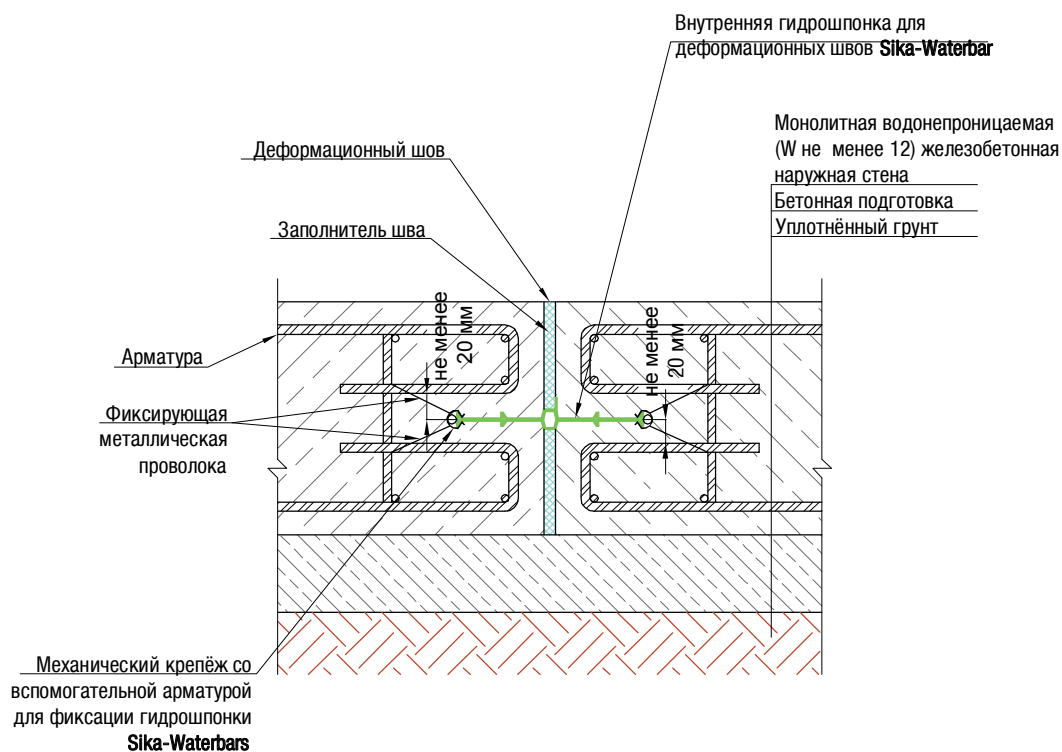 Внутренняя гидрошпонка для
деформационных швов Sika-Waterbar
Монолитная водонепроницаемая
(W не менее 12) железобетонная
наружная стена
Бетонная подготовка
Уплотнённый грунт
Деформационный шов
Заполнитель шва
не менее
20 мм
не менее
20 мм
Арматура
Фиксирующая
металлическая
проволока
Механический крепёж со
вспомогательной арматурой
для фиксации гидрошпонки
Sika-Waterbars